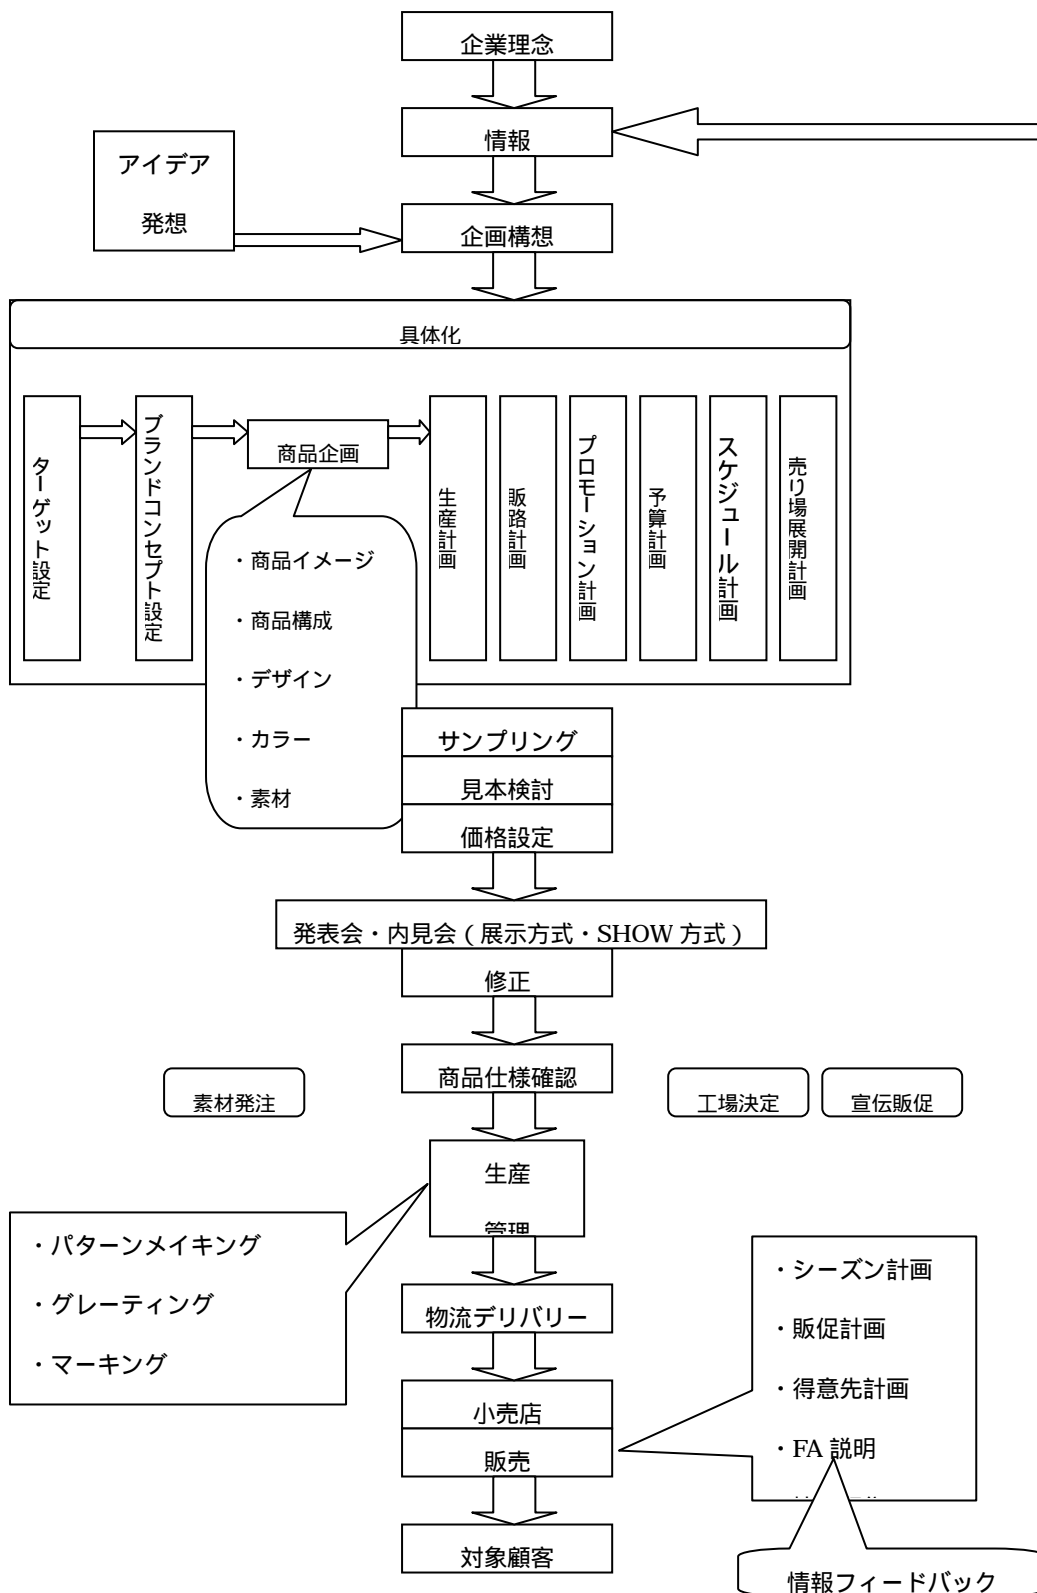 企業理念
情報
アイデア
発想
企画構想
具体化
ターゲット設定
ブランドコンセプト設定
商品企画
生産計画
販路計画
プロモーション計画
予算計画
スケジュール計画
売り場展開計画
・商品イメージ
・商品構成
・デザイン
・カラー
・素材
サンプリング
見本検討
価格設定
発表会・内見会(展示方式・SHOW 方式)
修正
商品仕様確認
素材発注
工場決定
宣伝販促
生産
管理
・パターンメイキング
・グレーティング
・マーキング
物流デリバリー
・シーズン計画
・販促計画
・得意先計画
・FA 説明
小売店
販売
対象顧客
情報フィードバック